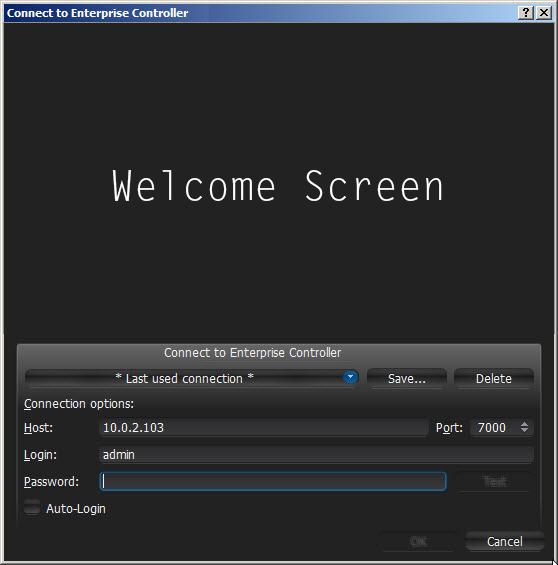 Connect to Enterprise Controller
Welcome Screen
Connect to Enterprise Controller
* Last used connection * Save... Delete
Connection options:
Host: 10.0.2.103 Port: 7000
Login: admin
Password: Test
Auto-Login
OK Cancel